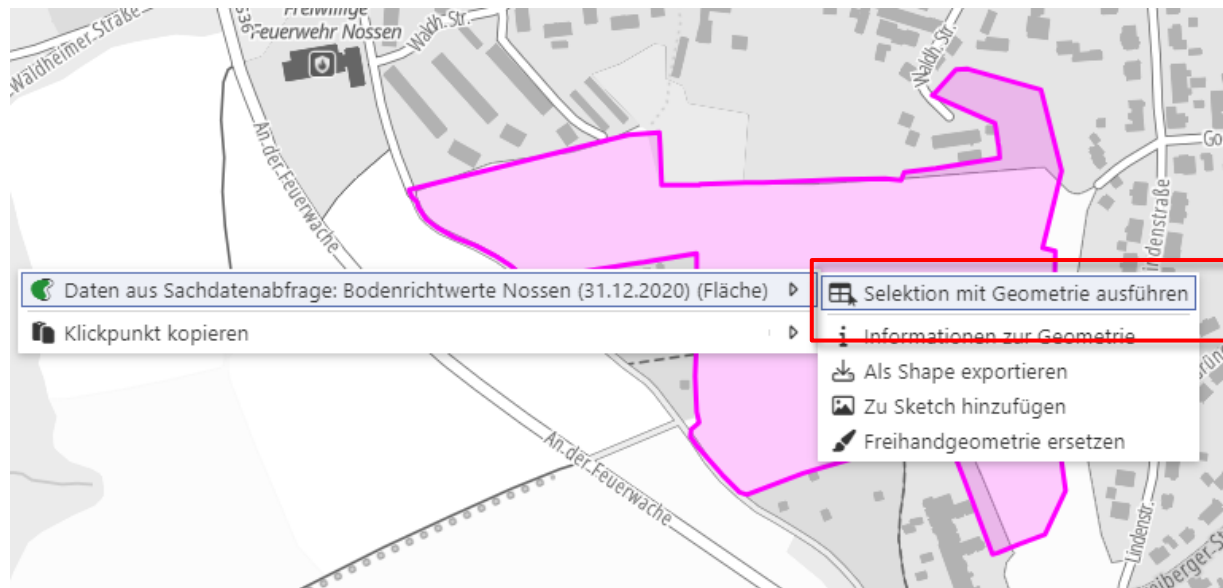 Freiwillige
Feuerwehr Nossen
Waldheimer Straße
S36
Waldh. Str.
Waldh. Str.
An der Feuerwache
Go
Lindenstraße
Daten aus Sachdatenabfrage: Bodenrichtwerte Nossen (31.12.2020) (Fläche)
Klickpunkt kopieren
Selektion mit Geometrie ausführen
Informationen zur Geometrie
Als Shape exportieren
Zu Sketch hinzufügen
Freihandgeometrie ersetzen
An der Feuerwache
Lindenstr.